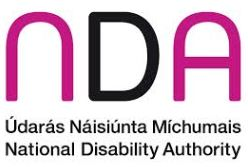 NDA
Údarás Náisiúnta Míchumais
National Disability Authority